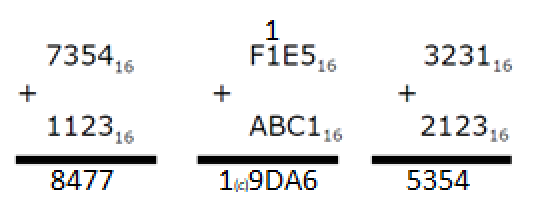 1
7354₁₆ F1E5₁₆ 3231₁₆
+ + +
1123₁₆ ABC1₁₆ 2123₁₆
8477 1(c)9DA6 5354